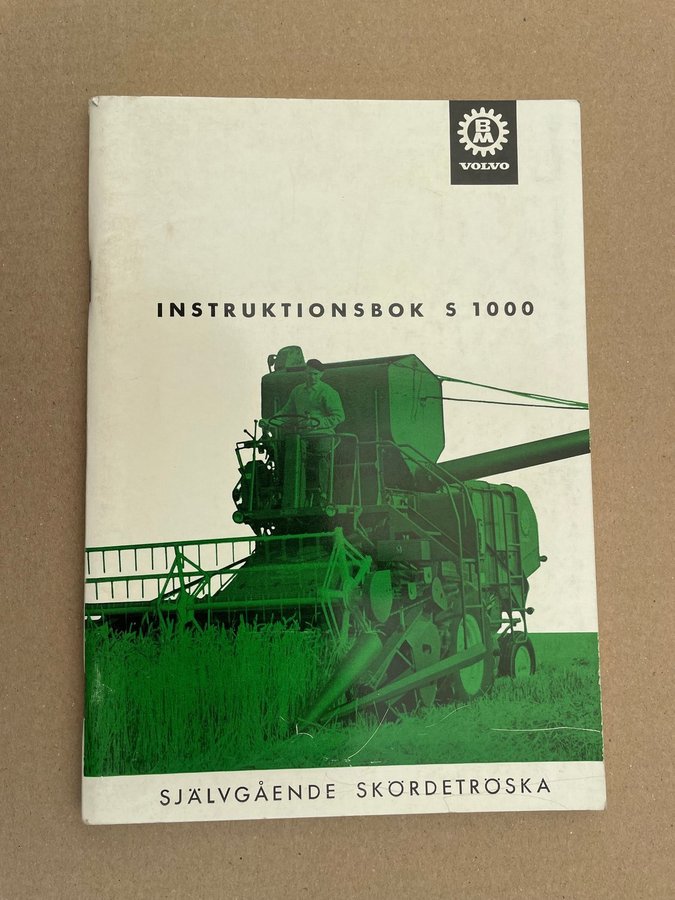 BM
VOLVO
INSTRUKTIONSBOK S 1000
SJÄLVGÅENDE SKÖRDETRÖSKA